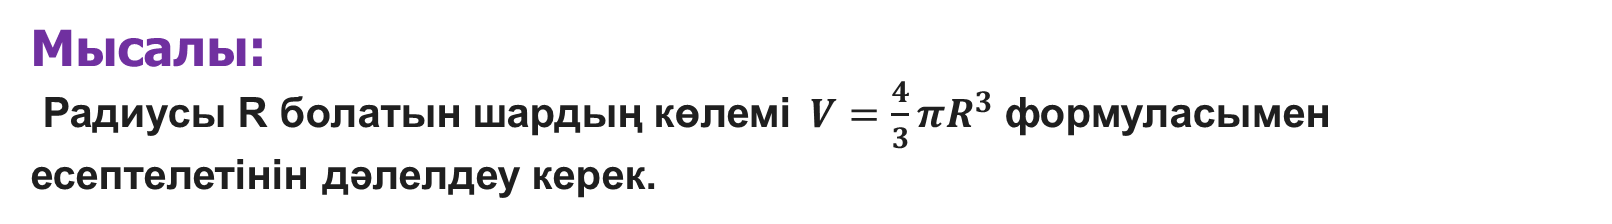 Мысалы:
Радиусы R болатын шардың көлемі V = 4/3 πR³ формуласымен
есептелетінін дәлелдеу керек.